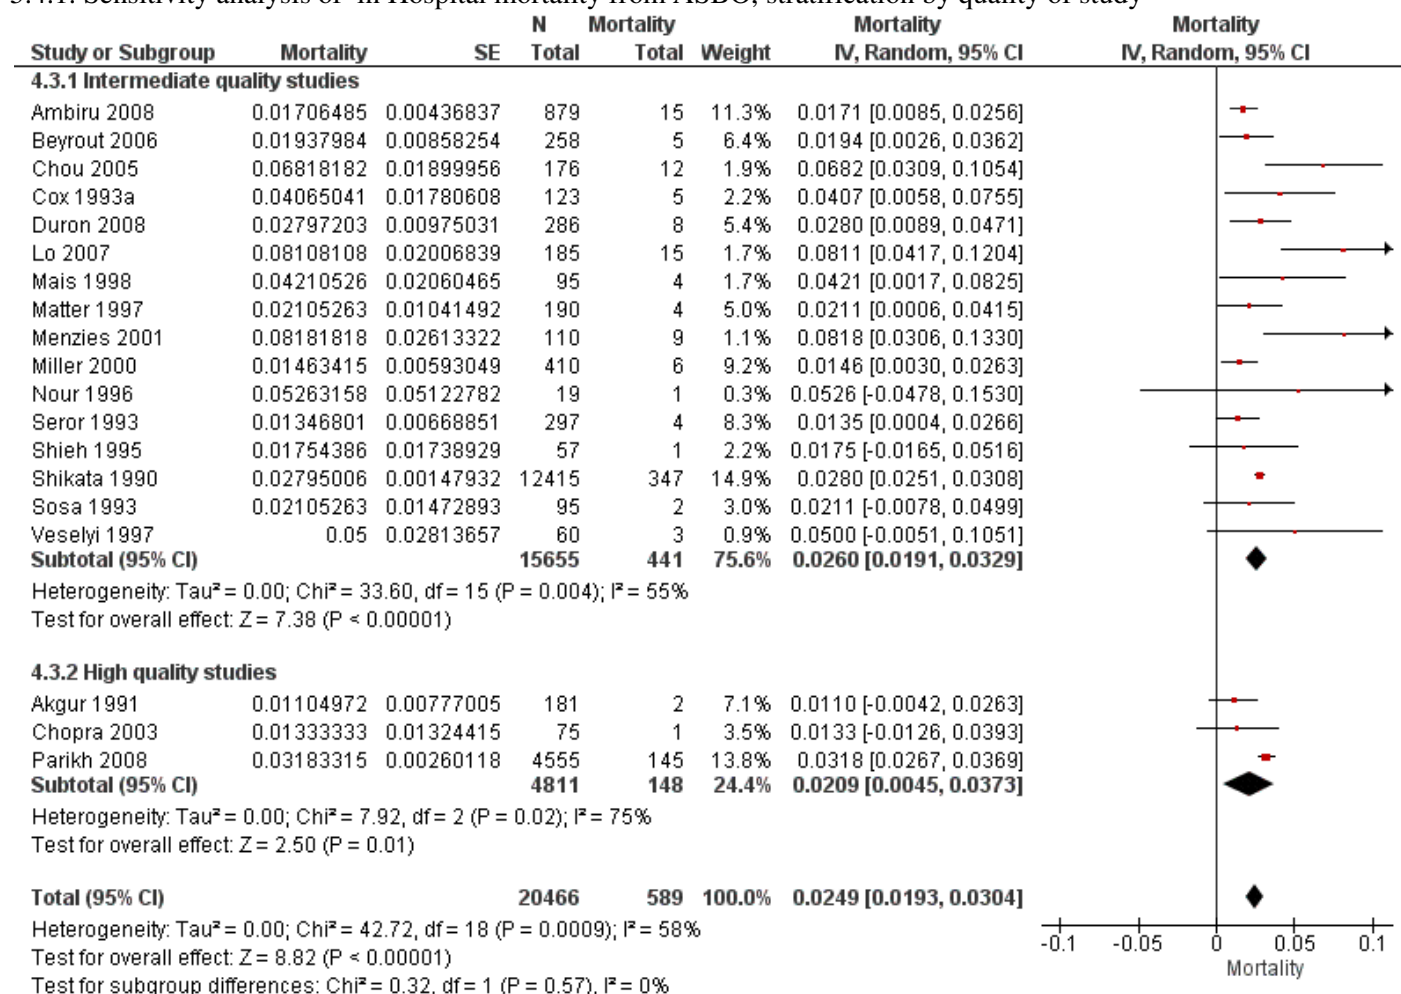 3.4.1. Sensitivity analysis of in Hospital mortality from ASBO, stratification by quality of study
N Mortality Mortality Mortality
Study or Subgroup Mortality SE Total Total Weight IV, Random, 95% CI IV, Random, 95% CI
4.3.1 Intermediate quality studies
Ambiru 2008 0.01706485 0.00436837 879 15 11.3% 0.0171 [0.0085, 0.0256]
Beyrout 2006 0.01937984 0.00858254 258 5 6.4% 0.0194 [0.0026, 0.0362]
Chou 2005 0.06818182 0.01899956 176 12 1.9% 0.0682 [0.0309, 0.1054]
Cox 1993a 0.04065041 0.01780608 123 5 2.2% 0.0407 [0.0058, 0.0755]
Duron 2008 0.02797203 0.00975031 286 8 5.4% 0.0280 [0.0089, 0.0471]
Lo 2007 0.08108108 0.02006839 185 15 1.7% 0.0811 [0.0417, 0.1204]
Mais 1998 0.04210526 0.02060465 95 4 1.7% 0.0421 [0.0017, 0.0825]
Matter 1997 0.02105263 0.01041492 190 4 5.0% 0.0211 [0.0006, 0.0415]
Menzies 2001 0.08181818 0.02613322 110 9 1.1% 0.0818 [0.0306, 0.1330]
Miller 2000 0.01463415 0.00593049 410 6 9.2% 0.0146 [0.0030, 0.0263]
Nour 1996 0.05263158 0.05122782 19 1 0.3% 0.0526 [-0.0478, 0.1530]
Seror 1993 0.01346801 0.00668851 297 4 8.3% 0.0135 [0.0004, 0.0266]
Shieh 1995 0.01754386 0.01738929 57 1 2.2% 0.0175 [-0.0165, 0.0516]
Shikata 1990 0.02795006 0.00147932 12415 347 14.9% 0.0280 [0.0251, 0.0308]
Sosa 1993 0.02105263 0.01472893 95 2 3.0% 0.0211 [-0.0078, 0.0499]
Veselyi 1997 0.05 0.02813657 60 3 0.9% 0.0500 [-0.0051, 0.1051]
Subtotal (95% CI) 15655 441 75.6% 0.0260 [0.0191, 0.0329]
Heterogeneity: Tau² = 0.00; Chi² = 33.60, df = 15 (P = 0.004); I² = 55%
Test for overall effect: Z = 7.38 (P < 0.00001)
4.3.2 High quality studies
Akgur 1991 0.01104972 0.00777005 181 2 7.1% 0.0110 [-0.0042, 0.0263]
Chopra 2003 0.01333333 0.01324415 75 1 3.5% 0.0133 [-0.0126, 0.0393]
Parikh 2008 0.03183315 0.00260118 4555 145 13.8% 0.0318 [0.0267, 0.0369]
Subtotal (95% CI) 4811 148 24.4% 0.0209 [0.0045, 0.0373]
Heterogeneity: Tau² = 0.00; Chi² = 7.92, df = 2 (P = 0.02); I² = 75%
Test for overall effect: Z = 2.50 (P = 0.01)
Total (95% CI) 20466 589 100.0% 0.0249 [0.0193, 0.0304]
Heterogeneity: Tau² = 0.00; Chi² = 42.72, df = 18 (P = 0.0009); I² = 58%
Test for overall effect: Z = 8.82 (P < 0.00001)
Test for subgroup differences: Chi² = 0.32, df = 1 (P = 0.57), I² = 0%
-0.1 -0.05 0 0.05 0.1
Mortality